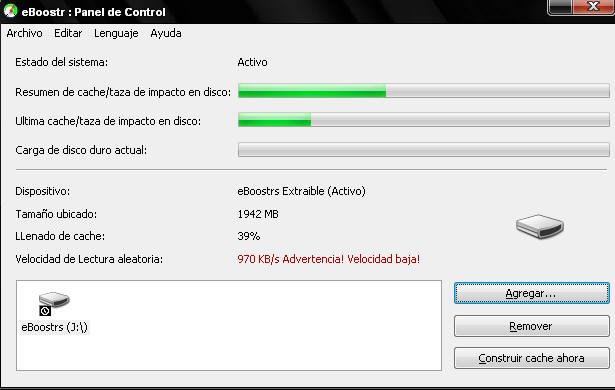 eBoostr : Panel de Control
Archivo Editar Lenguaje Ayuda
Estado del sistema: Activo
Resumen de cache/taza de impacto en disco:
Ultima cache/taza de impacto en disco:
Carga de disco duro actual:
Dispositivo: eBoostrs Extraible (Activo)
Tamaño ubicado: 1942 MB
LLenado de cache: 39%
Velocidad de Lectura aleatoria: 970 KB/s Advertencia! Velocidad baja!
eBoostrs (J:\)
Agregar...
Remover
Construir cache ahora